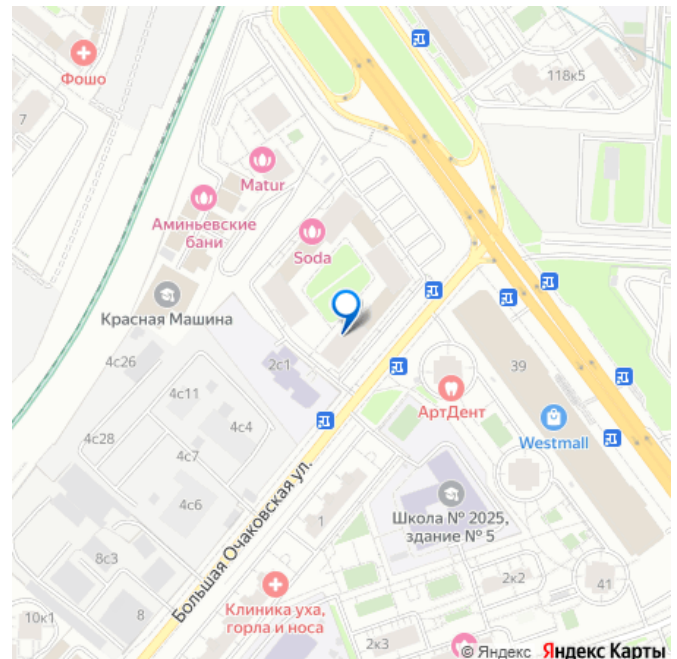 Фошо
118к5
7
Matur
Аминьевские
бани
Soda
Красная Машина
4с26
2с1
39
4с11
АртДент
4с28
4с4
Westmall
4с7
4с6
Школа № 2025,
здание № 5
1
Большая Очаковская ул.
8с3
2к2
41
Клиника уха,
горла и носа
10к1
8
2к3
© Яндекс Яндекс Карты